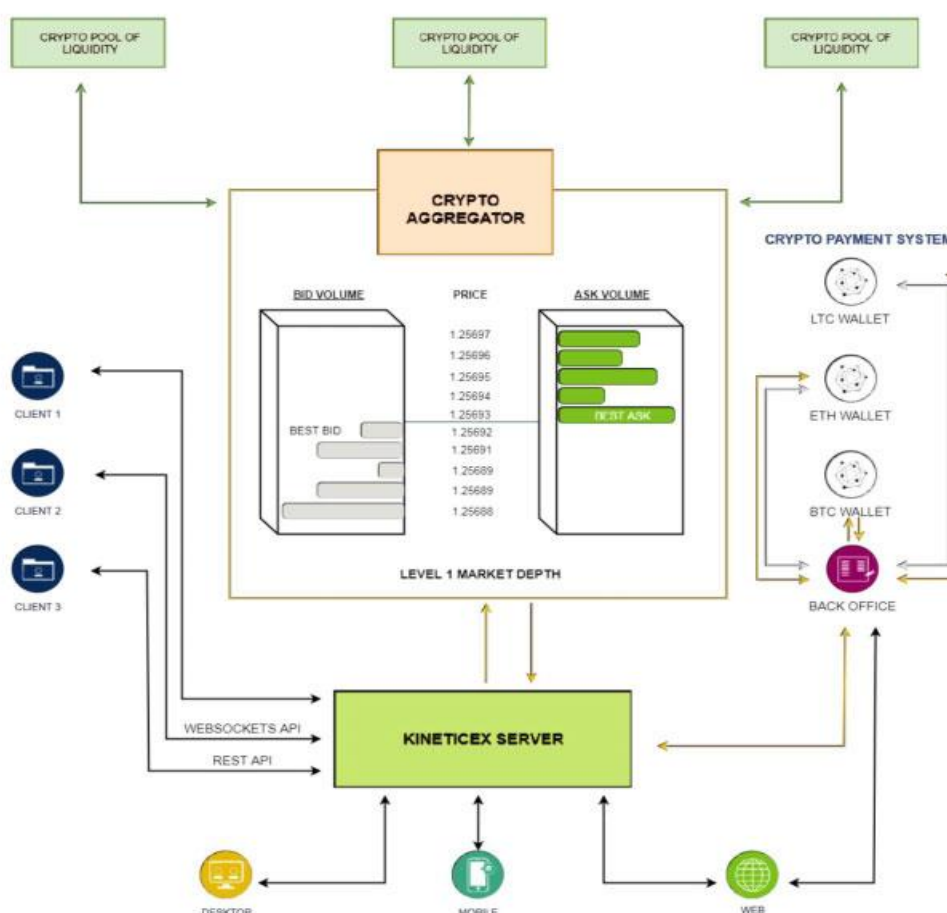 CRYPTO POOL OF
LIQUIDITY
CRYPTO POOL OF
LIQUIDITY
CRYPTO POOL OF
LIQUIDITY
CRYPTO
AGGREGATOR
CRYPTO PAYMENT SYSTEM
LTC WALLET
ETH WALLET
BTC WALLET
BACK OFFICE
BID VOLUME
PRICE
ASK VOLUME
1.25697
1.25696
1.25695
1.25694
1.25693
1.25692
1.25691
1.25689
1.25689
1.25688
BEST BID
BEST ASK
LEVEL 1 MARKET DEPTH
CLIENT 1
CLIENT 2
CLIENT 3
WEBSOCKETS API
REST API
KINETICEX SERVER
DESKTOP
MOBILE
WEB